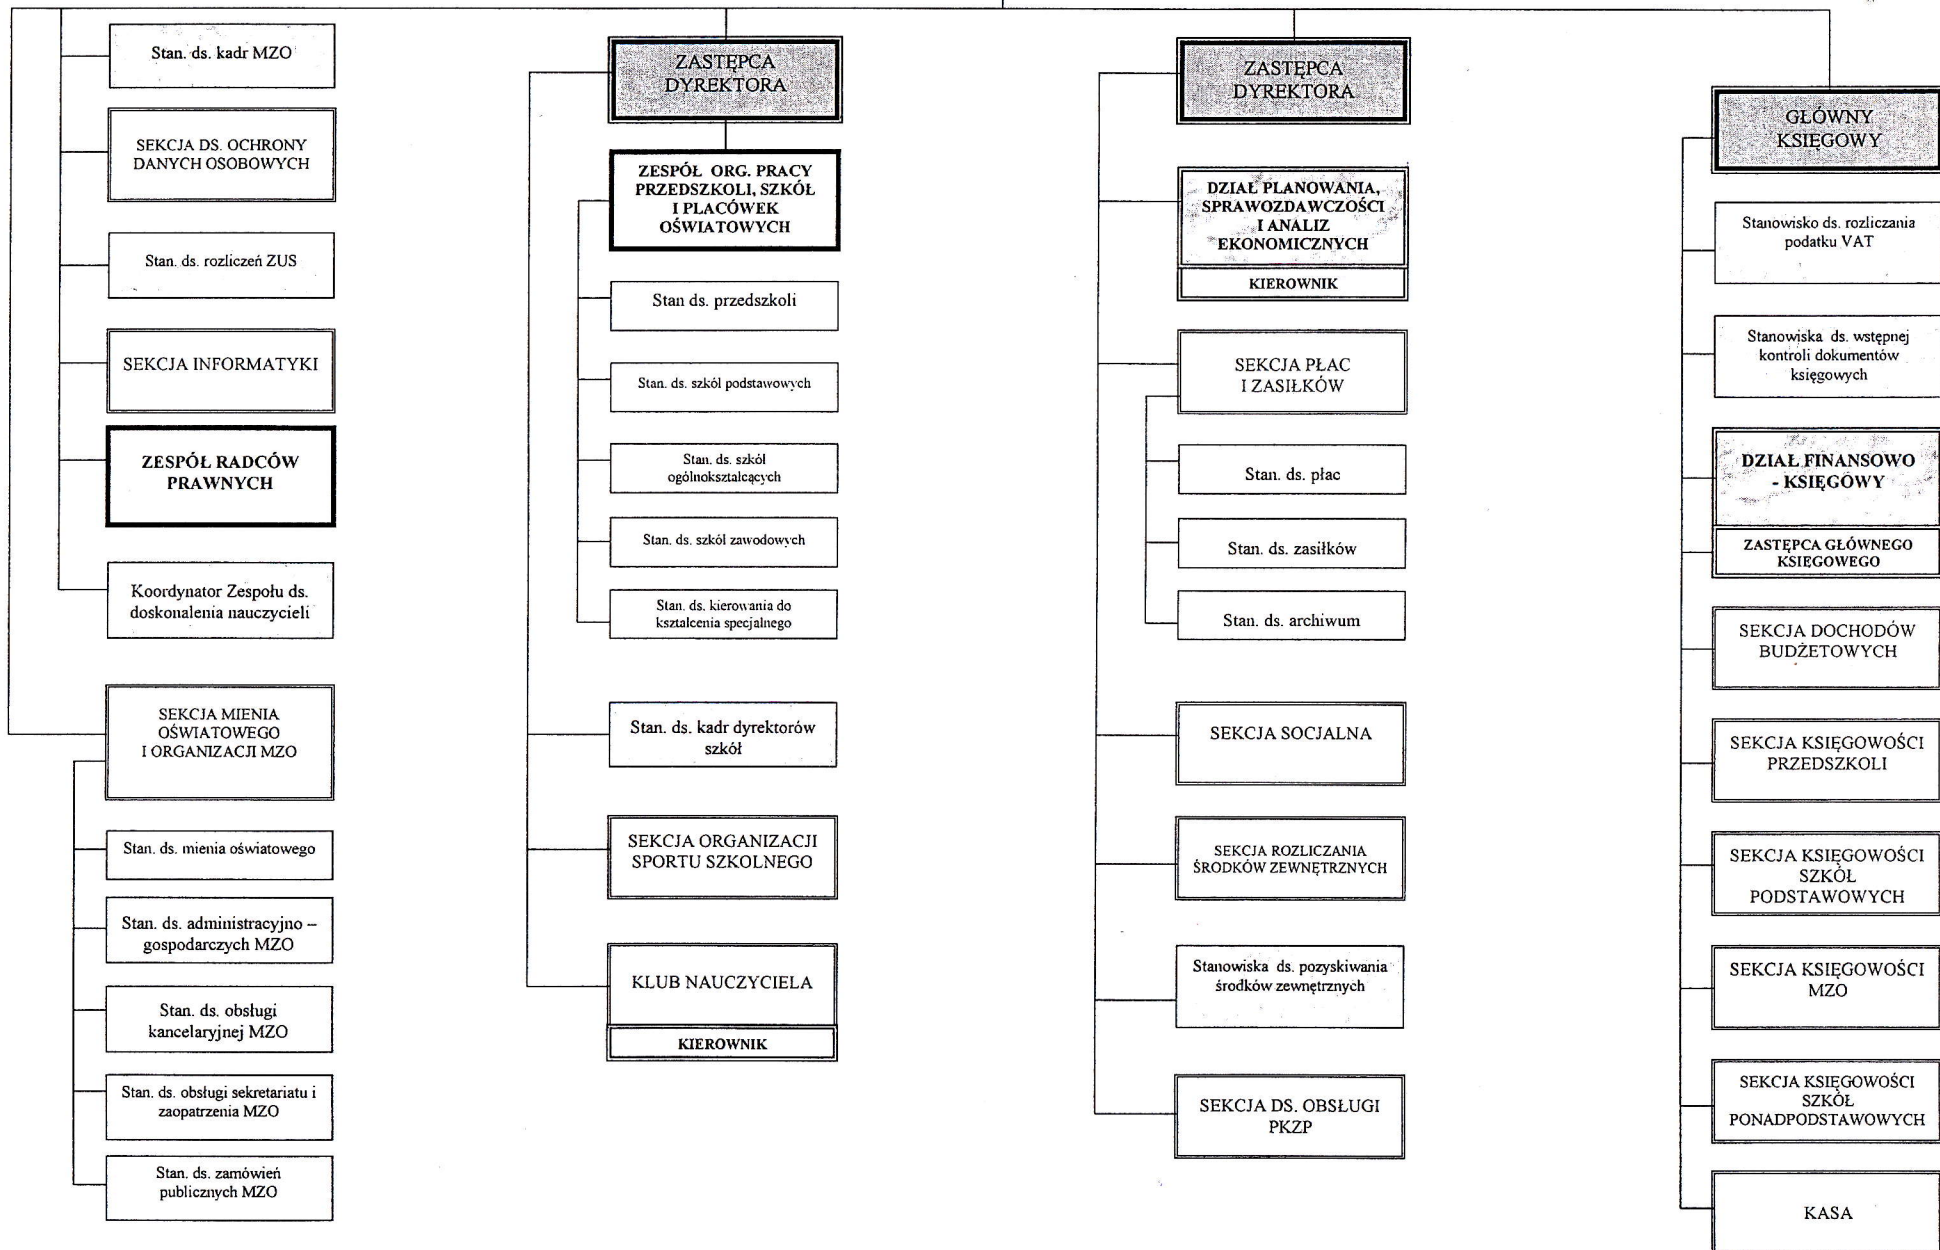 Stan. ds. kadr MZO
SEKCJA DS. OCHRONY
DANYCH OSOBOWYCH
Stan. ds. rozliczeń ZUS
SEKCJA INFORMATYKI
ZESPÓŁ RADCÓW
PRAWNYCH
Koordynator Zespołu ds.
doskonalenia nauczycieli
SEKCJA MIENIA
OŚWIATOWEGO
I ORGANIZACJI MZO
Stan. ds. mienia oświatowego
Stan. ds. administracyjno –
gospodarczych MZO
Stan. ds. obsługi
kancelaryjnej MZO
Stan. ds. obsługi sekretariatu i
zaopatrzenia MZO
Stan. ds. zamówień
publicznych MZO
ZASTĘPCA
DYREKTORA
ZESPÓŁ ORG. PRACY
PRZEDSZKOLI, SZKÓŁ
I PLACÓWEK
OŚWIATOWYCH
Stan ds. przedszkoli
Stan. ds. szkół podstawowych
Stan. ds. szkół
ogólnokształcących
Stan. ds. szkół zawodowych
Stan. ds. kierowania do
kształcenia specjalnego
Stan. ds. kadr dyrektorów
szkół
SEKCJA ORGANIZACJI
SPORTU SZKOLNEGO
KLUB NAUCZYCIELA
KIEROWNIK
ZASTĘPCA
DYREKTORA
DZIAŁ PLANOWANIA,
SPRAWOZDAWCZOŚCI
I ANALIZ
EKONOMICZNYCH
KIEROWNIK
SEKCJA PŁAC
I ZASIŁKÓW
Stan. ds. płac
Stan. ds. zasiłków
Stan. ds. archiwum
SEKCJA SOCJALNA
SEKCJA ROZLICZANIA
ŚRODKÓW ZEWNĘTRZNYCH
Stanowiska ds. pozyskiwania
środków zewnętrznych
SEKCJA DS. OBSŁUGI
PKZP
GŁÓWNY
KSIĘGOWY
Stanowisko ds. rozliczania
podatku VAT
Stanowiska ds. wstępnej
kontroli dokumentów
księgowych
DZIAŁ FINANSOWO
- KSIĘGOWY
ZASTĘPCA GŁÓWNEGO
KSIĘGOWEGO
SEKCJA DOCHODÓW
BUDŻETOWYCH
SEKCJA KSIĘGOWOŚCI
PRZEDSZKOLI
SEKCJA KSIĘGOWOŚCI
SZKÓŁ
PODSTAWOWYCH
SEKCJA KSIĘGOWOŚCI
MZO
SEKCJA KSIĘGOWOŚCI
SZKÓŁ
PONADPODSTAWOWYCH
KASA